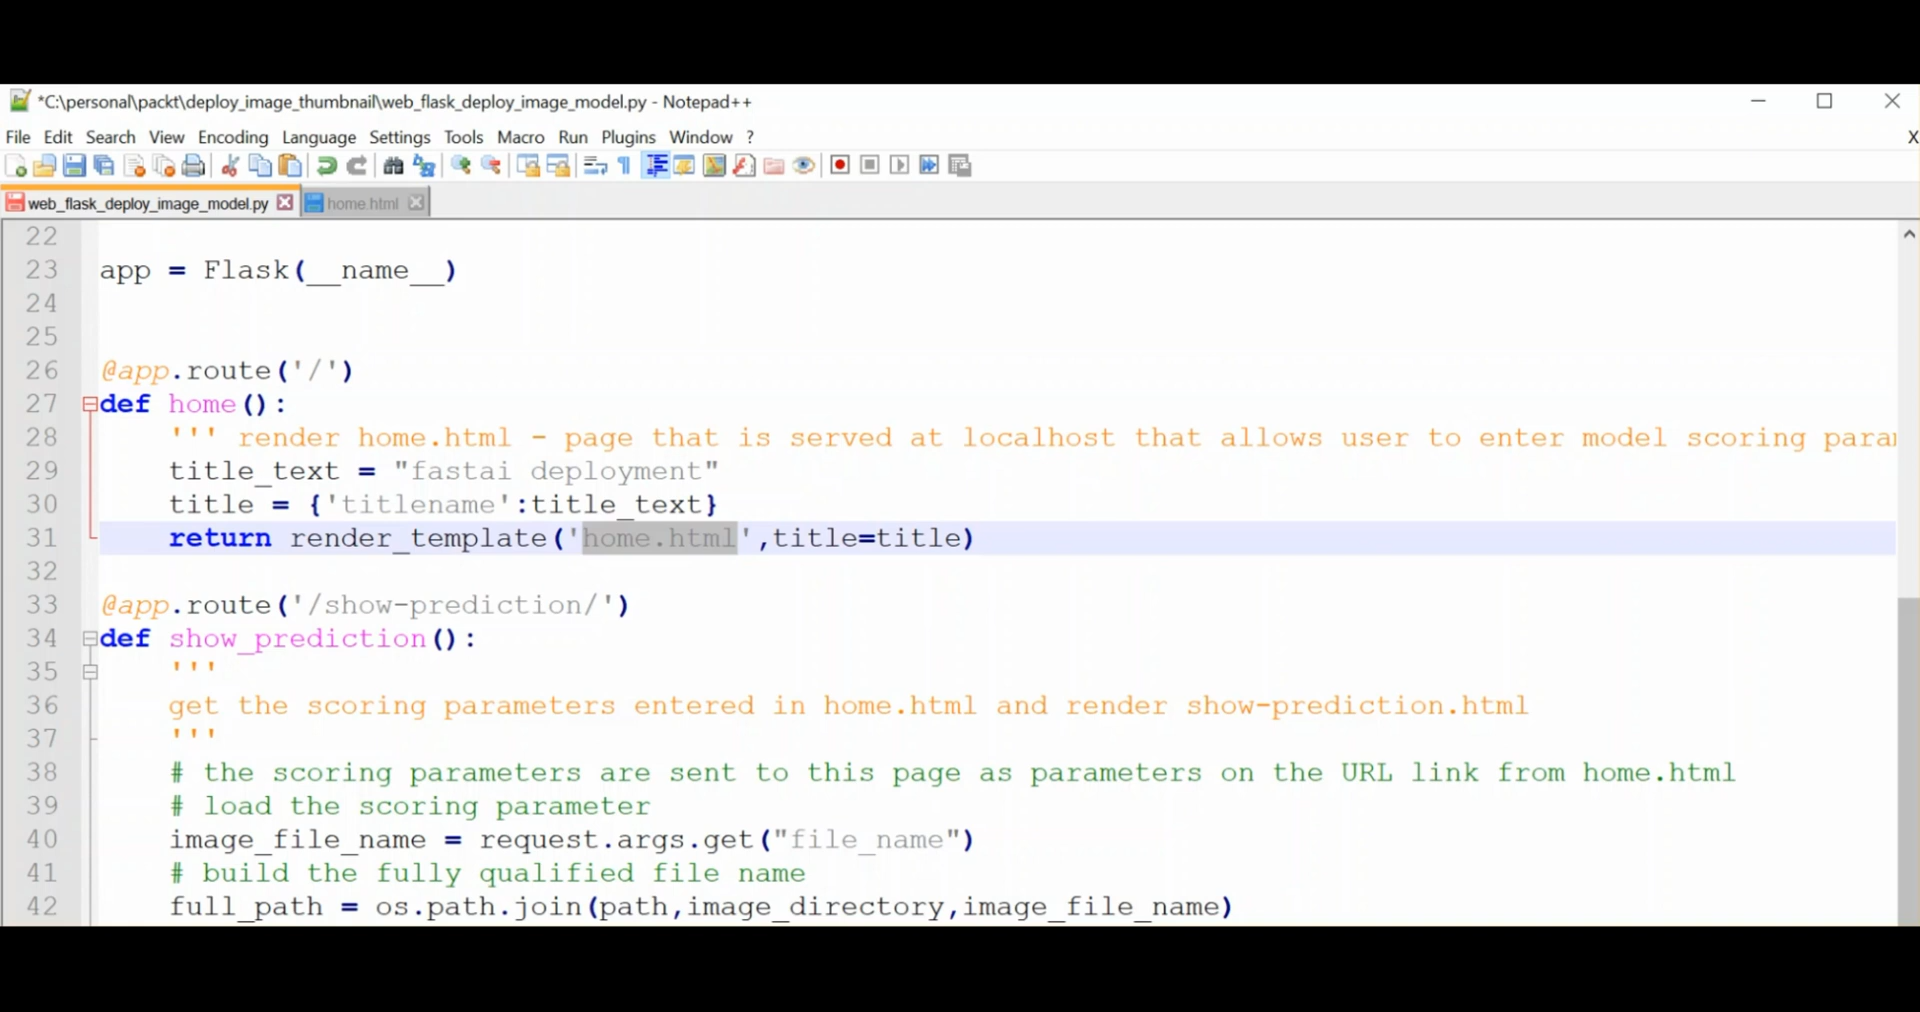 *C:\personal\packt\deploy_image_thumbnail\web_flask_deploy_image_model.py - Notepad++
File Edit Search View Encoding Language Settings Tools Macro Run Plugins Window ? X
web_flask_deploy_image_model.py home.html
22
23 app = Flask(__name__)
24
25
26 @app.route('/')
27 def home():
28 ''' render home.html - page that is served at localhost that allows user to enter model scoring
29 title_text = "fastai deployment"
30 title = {'titlename':title_text}
31 return render_template('home.html',title=title)
32
33 @app.route('/show-prediction/')
34 def show_prediction():
35 '''
36 get the scoring parameters entered in home.html and render show-prediction.html
37 '''
38 # the scoring parameters are sent to this page as parameters on the URL link from home.html
39 # load the scoring parameter
40 image_file_name = request.args.get("file_name")
41 # build the fully qualified file name
42 full_path = os.path.join(path,image_directory,image_file_name)